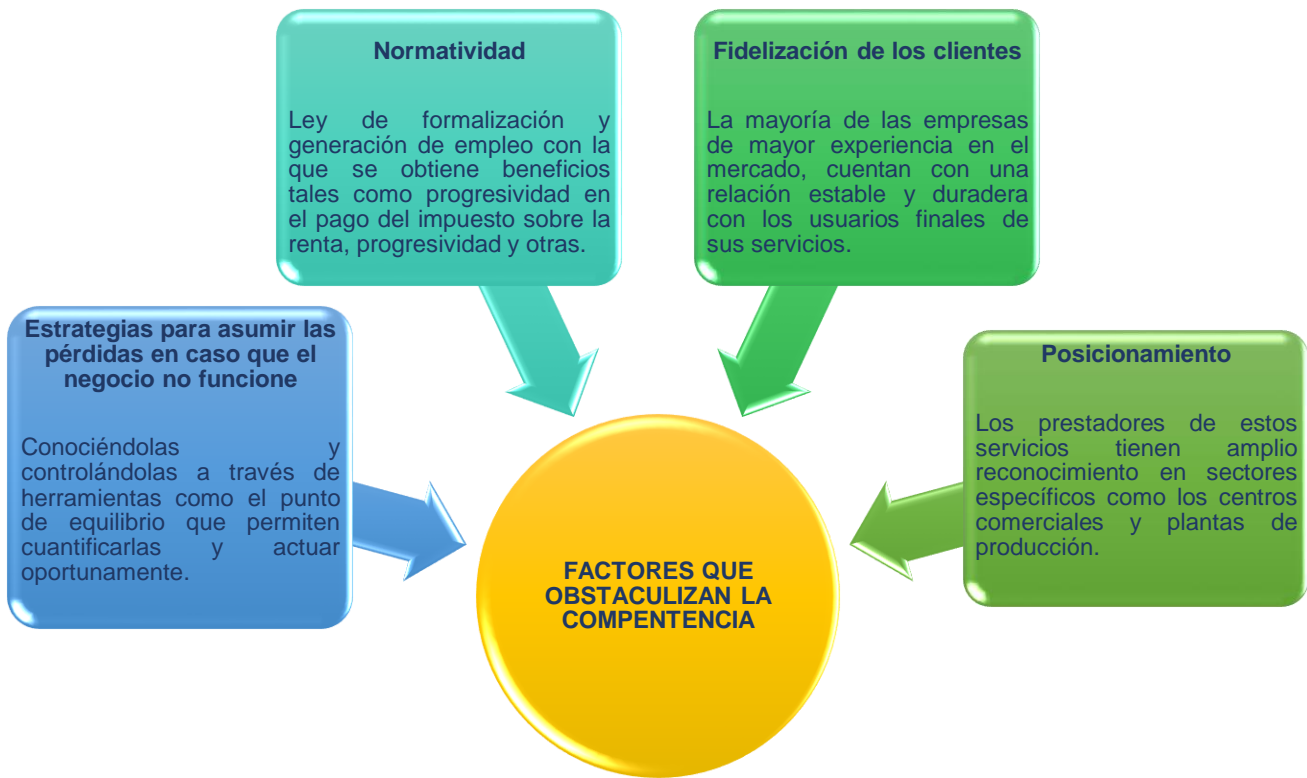 Normatividad
Ley de formalización y
generación de empleo con la
que se obtiene beneficios
tales como progresividad en
el pago del impuesto sobre la
renta, progresividad y otras.
Fidelización de los clientes
La mayoría de las empresas
de mayor experiencia en el
mercado, cuentan con una
relación estable y duradera
con los usuarios finales de
sus servicios.
Estrategias para asumir las
pérdidas en caso que el
negocio no funcione
Conociéndolas y
controlándolas a través de
herramientas como el punto
de equilibrio que permiten
cuantificarlas y actuar
oportunamente.
Posicionamiento
Los prestadores de estos
servicios tienen amplio
reconocimiento en sectores
específicos como los centros
comerciales y plantas de
producción.
FACTORES QUE
OBSTACULIZAN LA
COMPENTENCIA